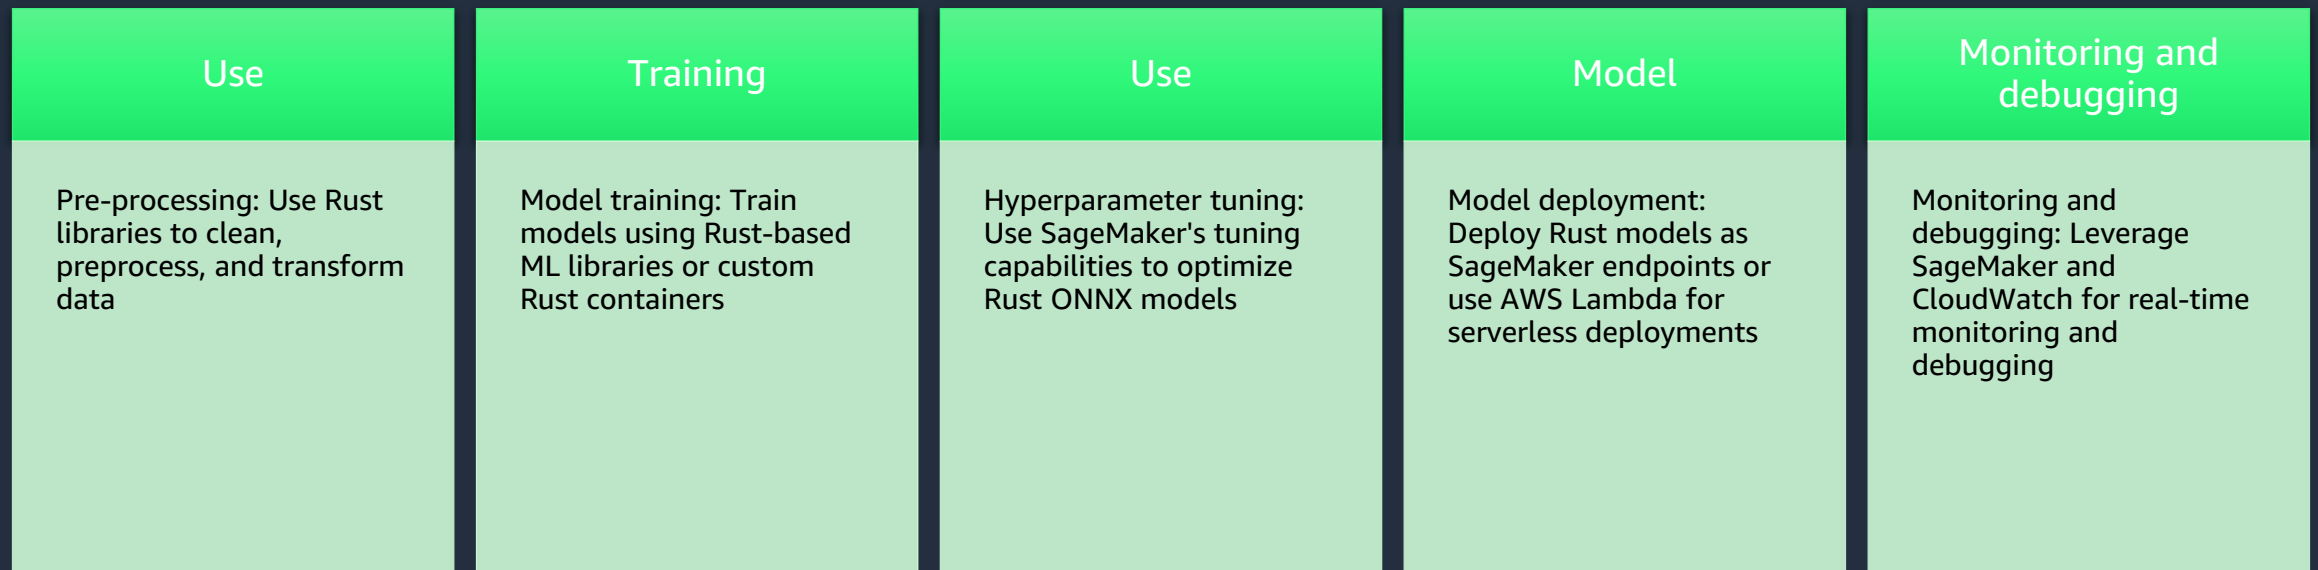 Use
Pre-processing: Use Rust
libraries to clean,
preprocess, and transform
data
Training
Model training: Train
models using Rust-based
ML libraries or custom
Rust containers
Use
Hyperparameter tuning:
Use SageMaker's tuning
capabilities to optimize
Rust ONNX models
Model
Model deployment:
Deploy Rust models as
SageMaker endpoints or
use AWS Lambda for
serverless deployments
Monitoring and
debugging
Monitoring and
debugging: Leverage
SageMaker and
CloudWatch for real-time
monitoring and
debugging